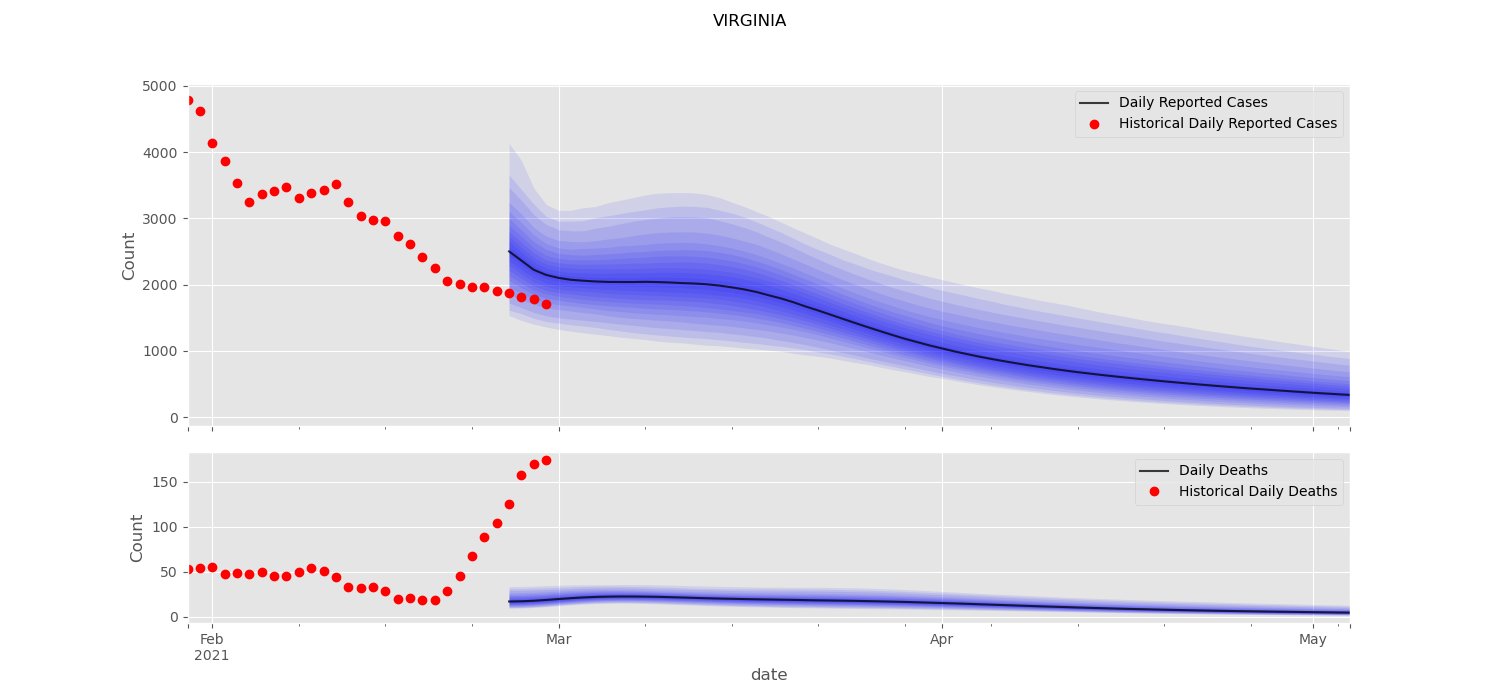 VIRGINIA
5000
4000
3000
2000
1000
0
Count
Daily Reported Cases
Historical Daily Reported Cases
150
100
50
0
Count
Daily Deaths
Historical Daily Deaths
Feb
2021
Mar
Apr
May
date